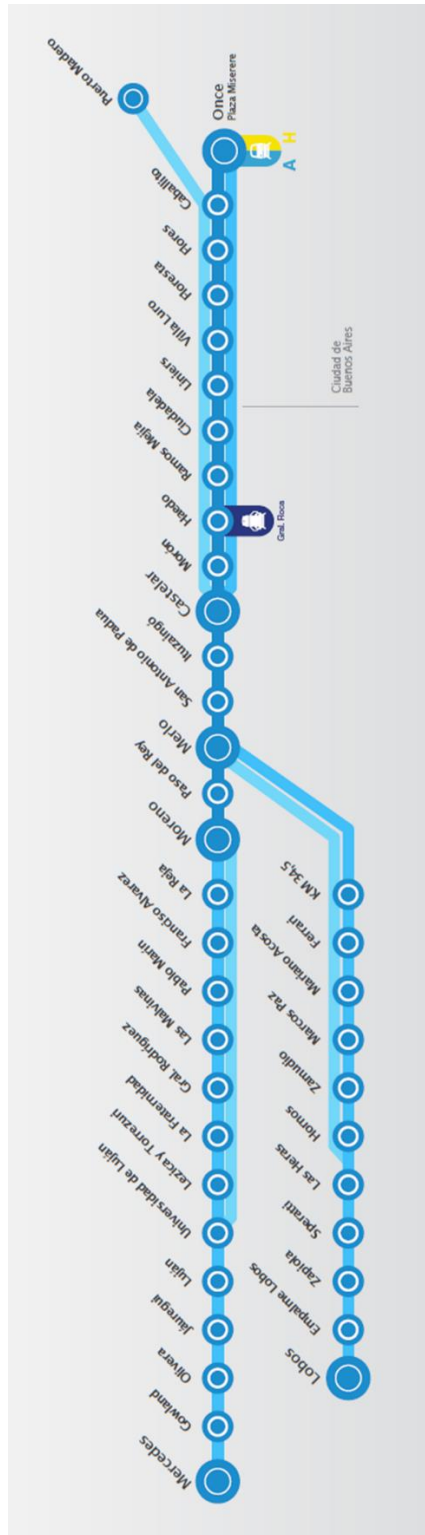 Puerto Madero
Once
Plaza Miserere
H
A
Caballito
Flores
Floresta
Villa Luro
Liniers
Ciudad de
Buenos Aires
Ciudadela
Ramos Mejía
Haedo
Gral. Roca
Morón
Castelar
Ituzaingó
San Antonio de Padua
Merlo
Paso del Rey
Moreno
La Reja
Franciso Alvarez
Pablo Marín
Las Malvinas
Gral. Rodríguez
La Fraternidad
Lezica y Torrezuri
Universidad de Luján
Luján
Jáuregui
Olivera
Gowland
Mercedes
KM 34,5
Ferrari
Mariano Acosta
Marcos Paz
Zamudio
Hornos
Las Heras
Speratti
Zapiola
Empalme Lobos
Lobos